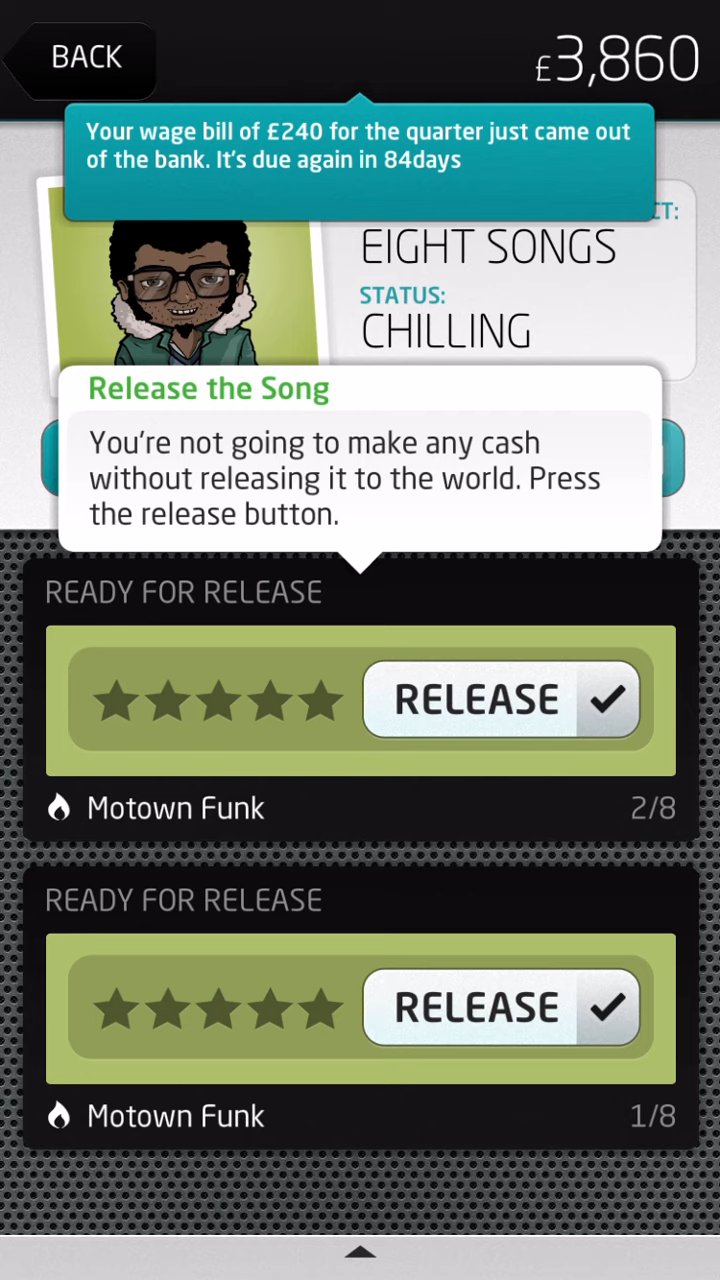 BACK
£3,860
Your wage bill of £240 for the quarter just came out
of the bank. It's due again in 84days
CT:
EIGHT SONGS
STATUS:
CHILLING
Release the Song
You're not going to make any cash
without releasing it to the world. Press
the release button.
READY FOR RELEASE
RELEASE
Motown Funk
2/8
READY FOR RELEASE
RELEASE
Motown Funk
1/8